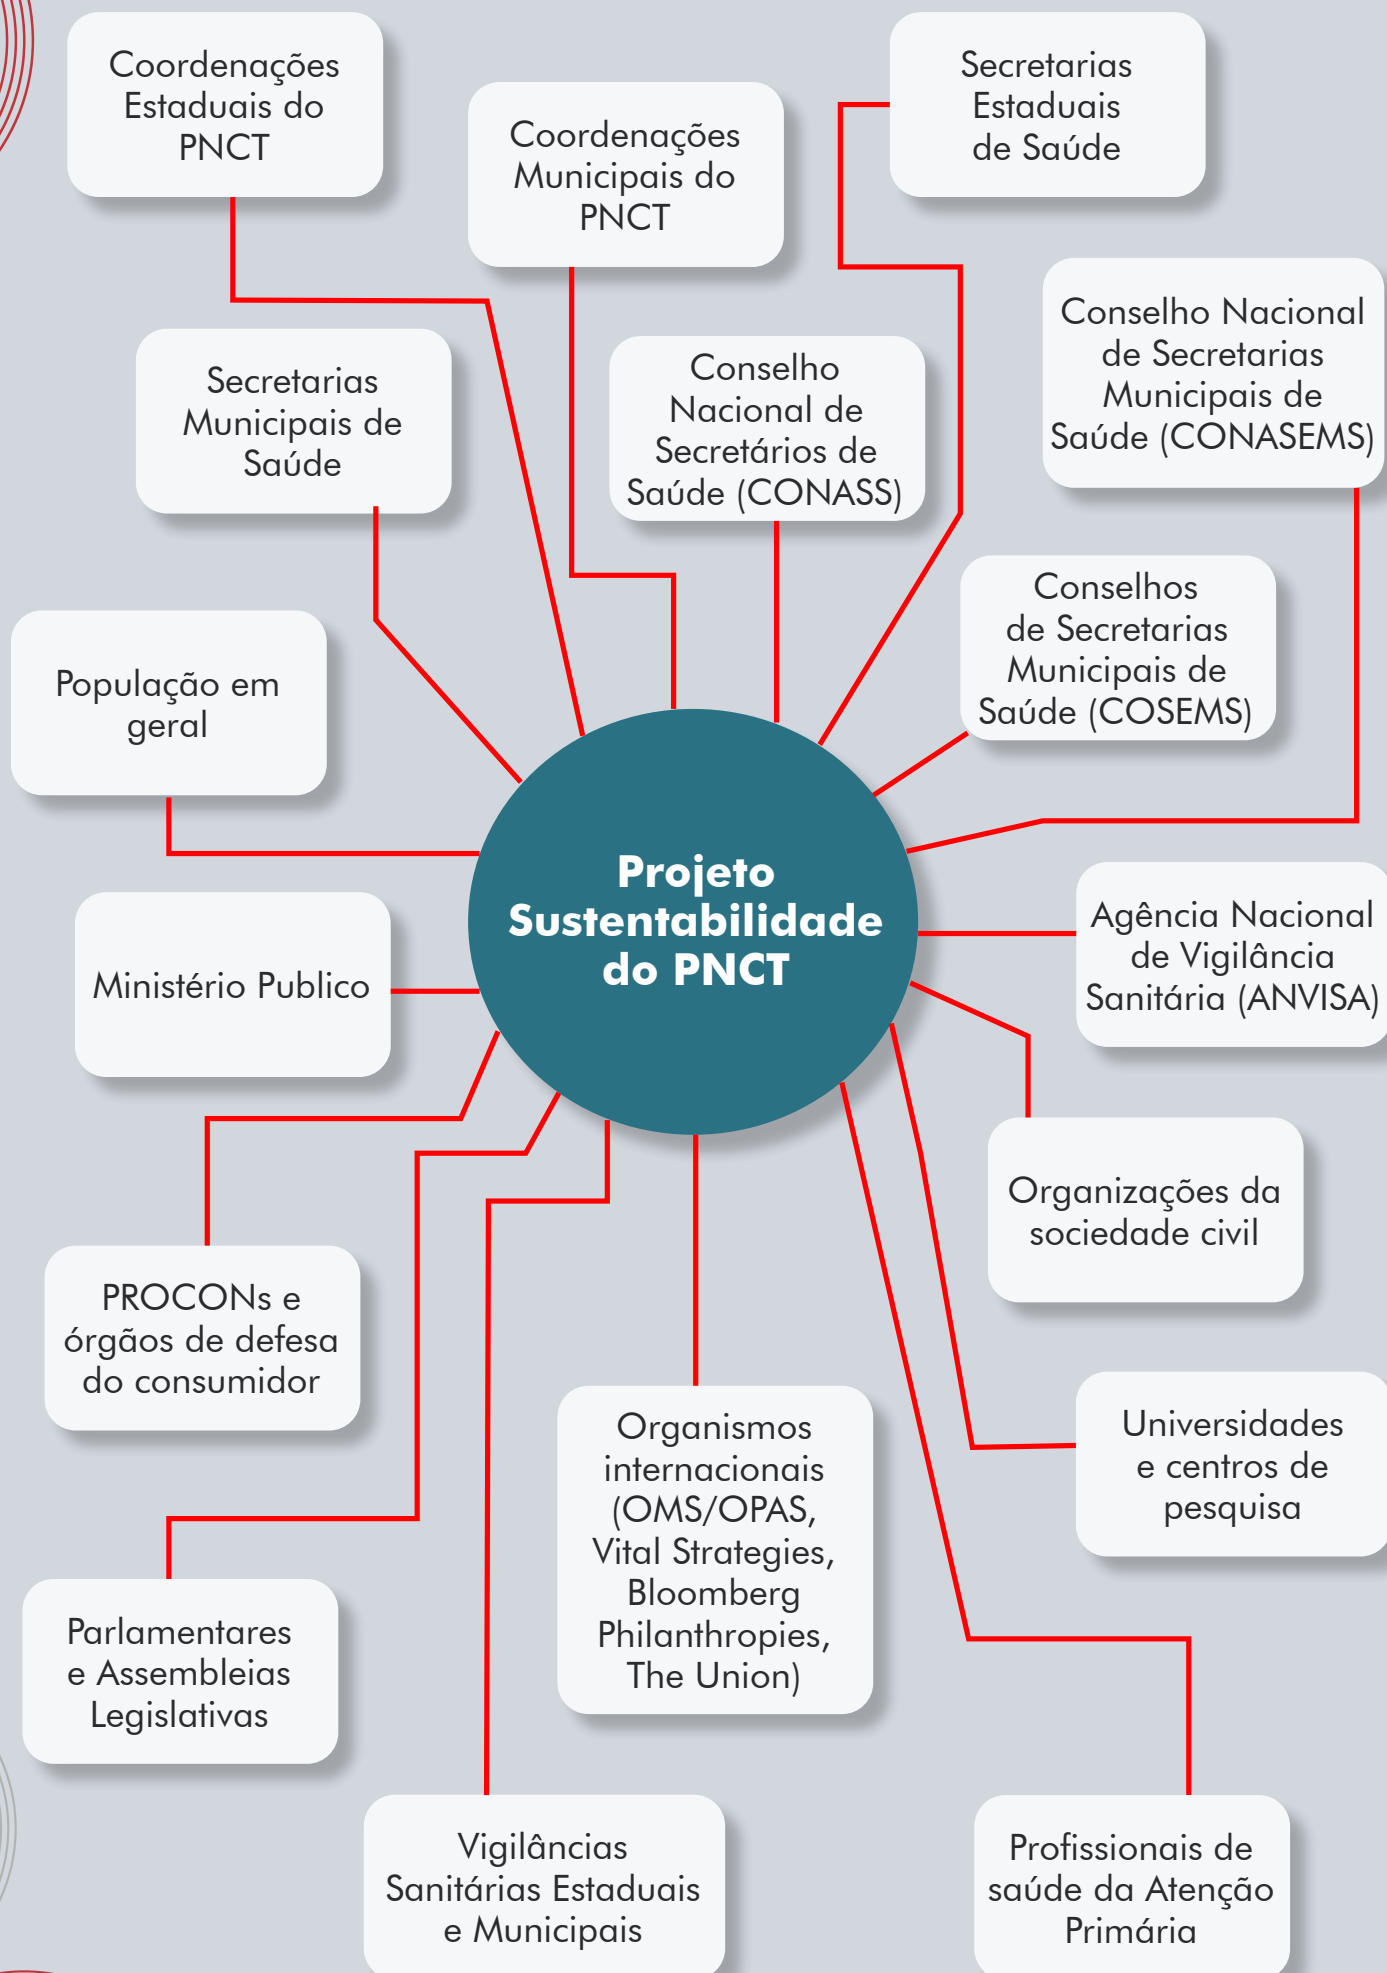 Coordenações
Estaduais do
PNCT
Coordenações
Municipais do
PNCT
Secretarias
Estaduais
de Saúde
Conselho Nacional
de Secretarias
Municipais de
Saúde (CONASEMS)
Secretarias
Municipais de
Saúde
Conselho
Nacional de
Secretários de
Saúde (CONASS)
Conselhos
de Secretarias
Municipais de
Saúde (COSEMS)
População em
geral
Projeto
Sustentabilidade
do PNCT
Ministério Publico
Agência Nacional
de Vigilância
Sanitária (ANVISA)
Organizações da
sociedade civil
PROCONs e
órgãos de defesa
do consumidor
Organismos
internacionais
(OMS/OPAS,
Vital Strategies,
Bloomberg
Philanthropies,
The Union)
Universidades
e centros de
pesquisa
Parlamentares
e Assembleias
Legislativas
Vigilâncias
Sanitárias Estaduais
e Municipais
Profissionais de
saúde da Atenção
Primária